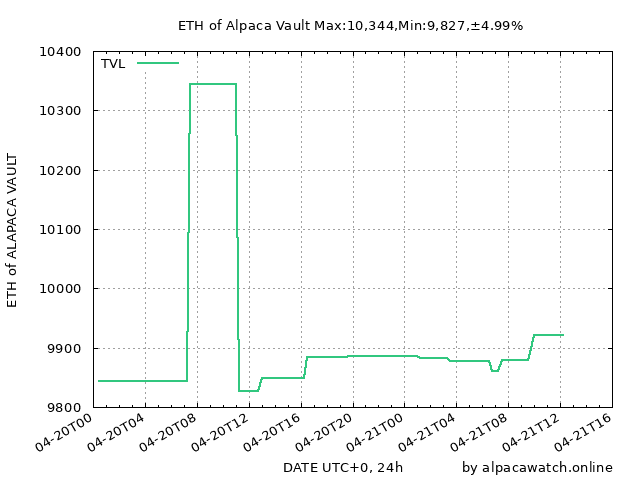 ETH of Alpaca Vault Max:10,344,Min:9,827,±4.99%
TVL
10400
10300
10200
10100
10000
9900
9800
ETH of ALAPACA VAULT
04-20T00
04-20T04
04-20T08
04-20T12
04-20T16
04-20T20
04-21T00
04-21T04
04-21T08
04-21T12
04-21T16
DATE UTC+0, 24h
by alpacawatch.online